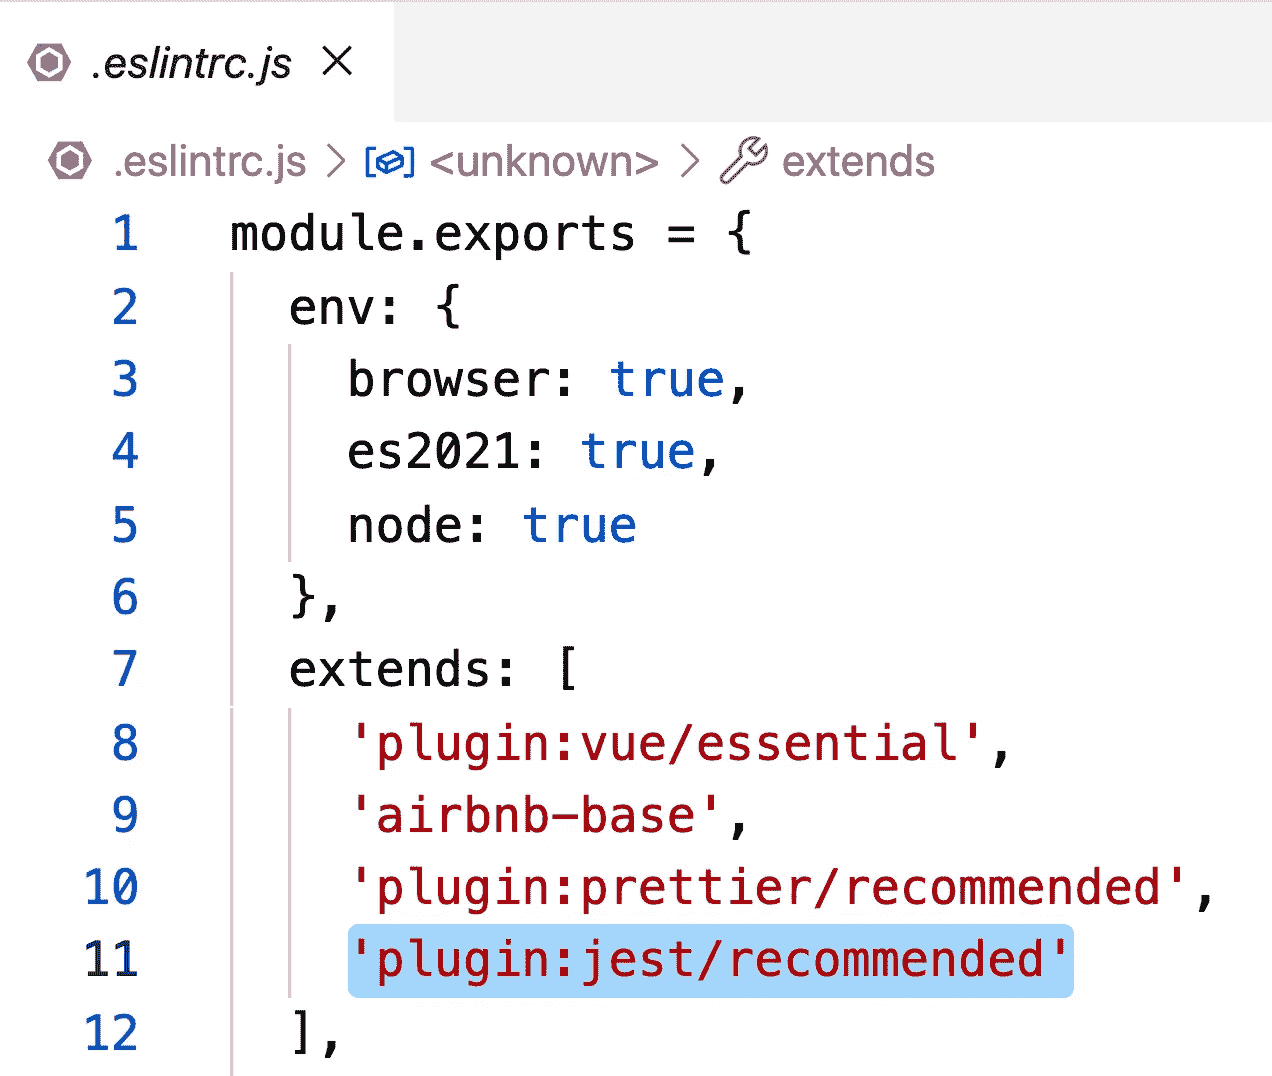 .eslintrc.js
.eslintrc.js > <unknown> > extends
1 module.exports = {
2 env: {
3 browser: true,
4 es2021: true,
5 node: true
6 },
7 extends: [
8 'plugin:vue/essential',
9 'airbnb-base',
10 'plugin:prettier/recommended',
11 'plugin:jest/recommended'
12 ],